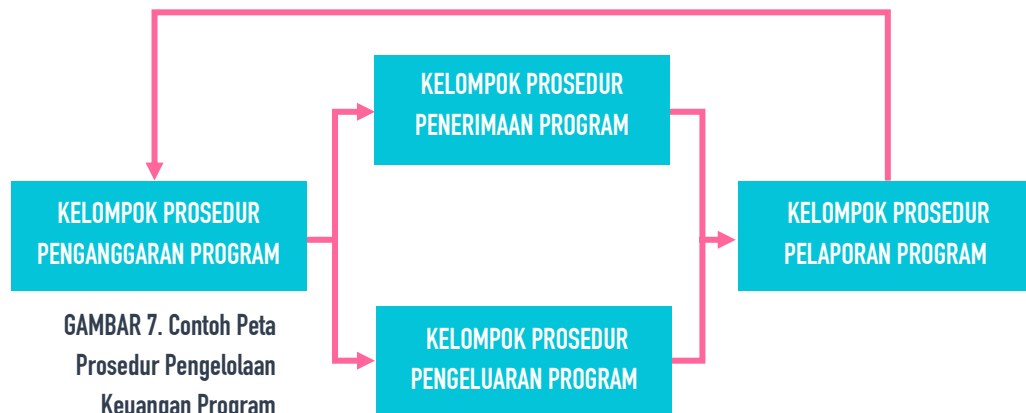 KELOMPOK PROSEDUR
PENERIMAAN PROGRAM
KELOMPOK PROSEDUR
PENGANGGARAN PROGRAM
KELOMPOK PROSEDUR
PELAPORAN PROGRAM
GAMBAR 7. Contoh Peta
Prosedur Pengelolaan
Keuangan Program
KELOMPOK PROSEDUR
PENGELUARAN PROGRAM